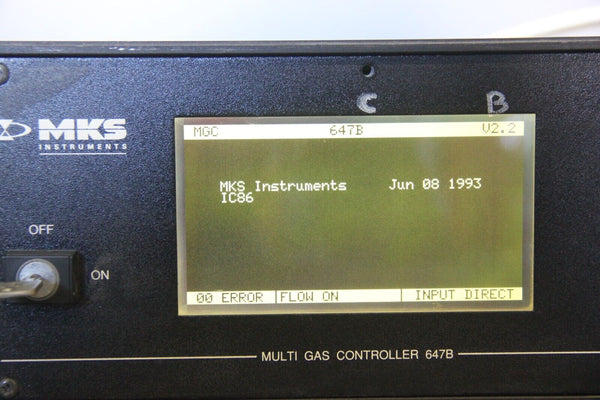 C B
MKS
INSTRUMENTS
MGC 647B V2.2
MKS Instruments Jun 08 1993
IC86
OFF
ON
00 ERROR FLOW ON INPUT DIRECT
MULTI GAS CONTROLLER 647B